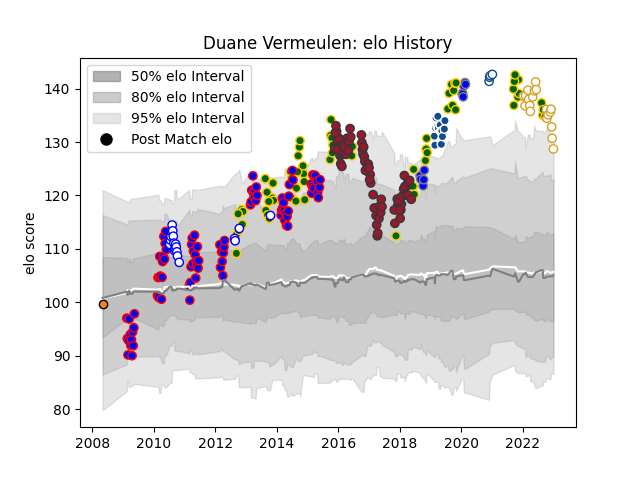 Duane Vermeulen: elo History
50% elo Interval
80% elo Interval
95% elo Interval
Post Match elo
elo score
140
130
120
110
100
90
80
2008
2010
2012
2014
2016
2018
2020
2022